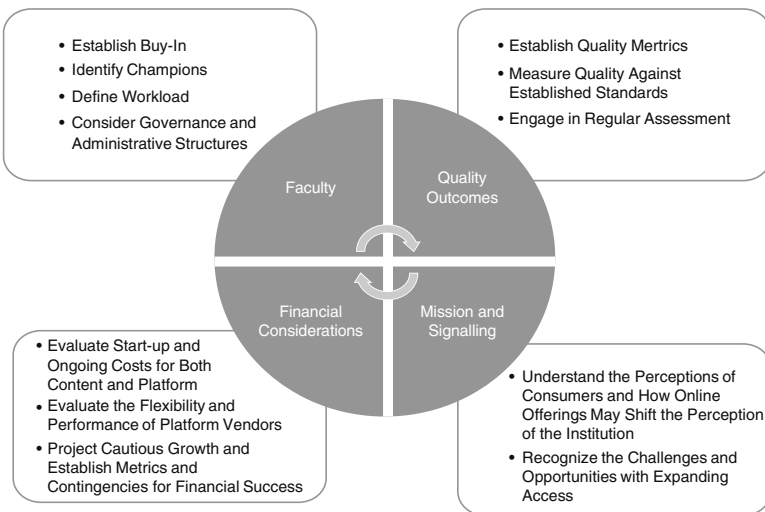 • Establish Buy-In
• Identify Champions
• Define Workload
• Consider Governance and
Administrative Structures
• Establish Quality Mertrics
• Measure Quality Against
Established Standards
• Engage in Regular Assessment
Faculty
Quality
Outcomes
Financial
Considerations
Mission and
Signalling
• Evaluate Start-up and
Ongoing Costs for Both
Content and Platform
• Evaluate the Flexibility and
Performance of Platform Vendors
• Project Cautious Growth and
Establish Metrics and
Contingencies for Financial Success
• Understand the Perceptions of
Consumers and How Online
Offerings May Shift the Perception
of the Institution
• Recognize the Challenges and
Opportunities with Expanding
Access